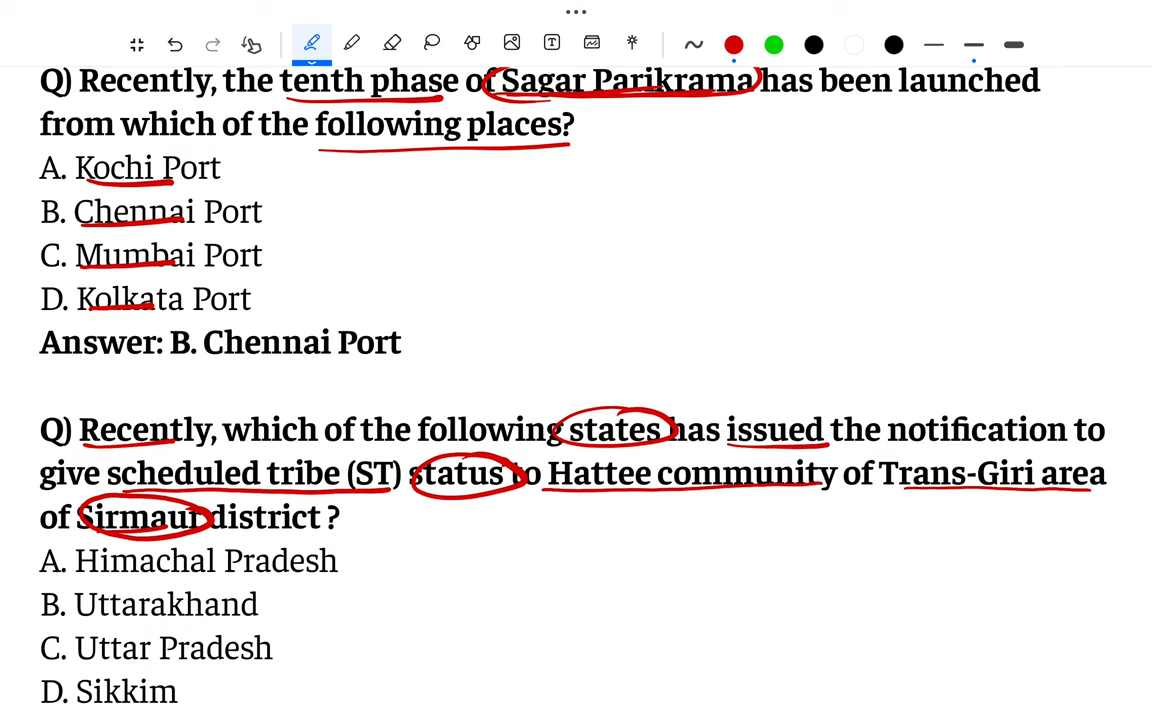 Q) Recently, the tenth phase of Sagar Parikrama has been launched
from which of the following places?
A. Kochi Port
B. Chennai Port
C. Mumbai Port
D. Kolkata Port
Answer: B. Chennai Port
Q) Recently, which of the following states has issued the notification to
give scheduled tribe (ST) status to Hattee community of Trans-Giri area
of Sirmaur district ?
A. Himachal Pradesh
B. Uttarakhand
C. Uttar Pradesh
D. Sikkim